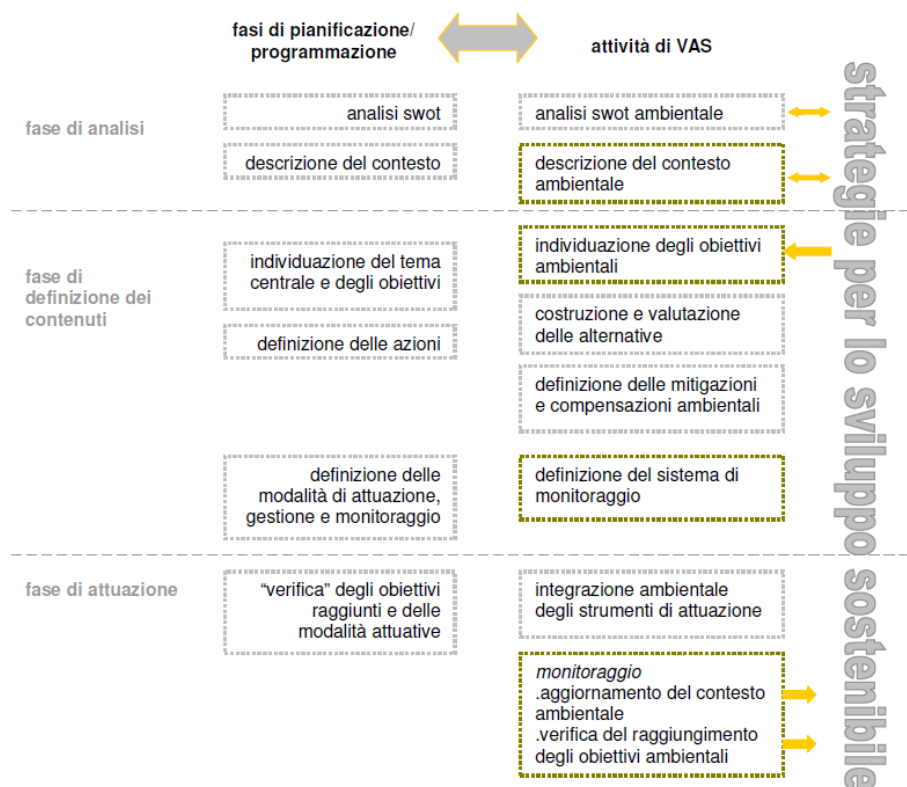 fasi di pianificazione/
programmazione
attività di VAS
fase di analisi
analisi swot
analisi swot ambientale
descrizione del contesto
descrizione del contesto
ambientale
fase di
definizione dei
contenuti
individuazione del tema
centrale e degli obiettivi
individuazione degli obiettivi
ambientali
definizione delle azioni
costruzione e valutazione
delle alternative
definizione delle mitigazioni
e compensazioni ambientali
definizione delle
modalità di attuazione,
gestione e monitoraggio
definizione del sistema di
monitoraggio
fase di attuazione
“verifica” degli obiettivi
raggiunti e delle
modalità attuative
integrazione ambientale
degli strumenti di attuazione
monitoraggio
.aggiornamento del contesto
ambientale
.verifica del raggiungimento
degli obiettivi ambientali
strategie per lo sviluppo sostenibile